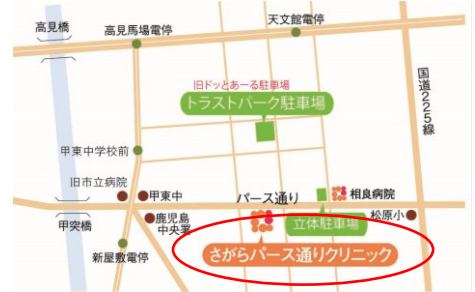 高見橋
高見馬場電停
天文館電停
旧ドッとあーる駐車場
トラストパーク駐車場
国道225線
甲東中学校前
旧市立病院
甲東中
パース通り
相良病院
甲突橋
鹿児島
中央署
立体駐車場
松原小
さがらパース通りクリニック
新屋敷電停